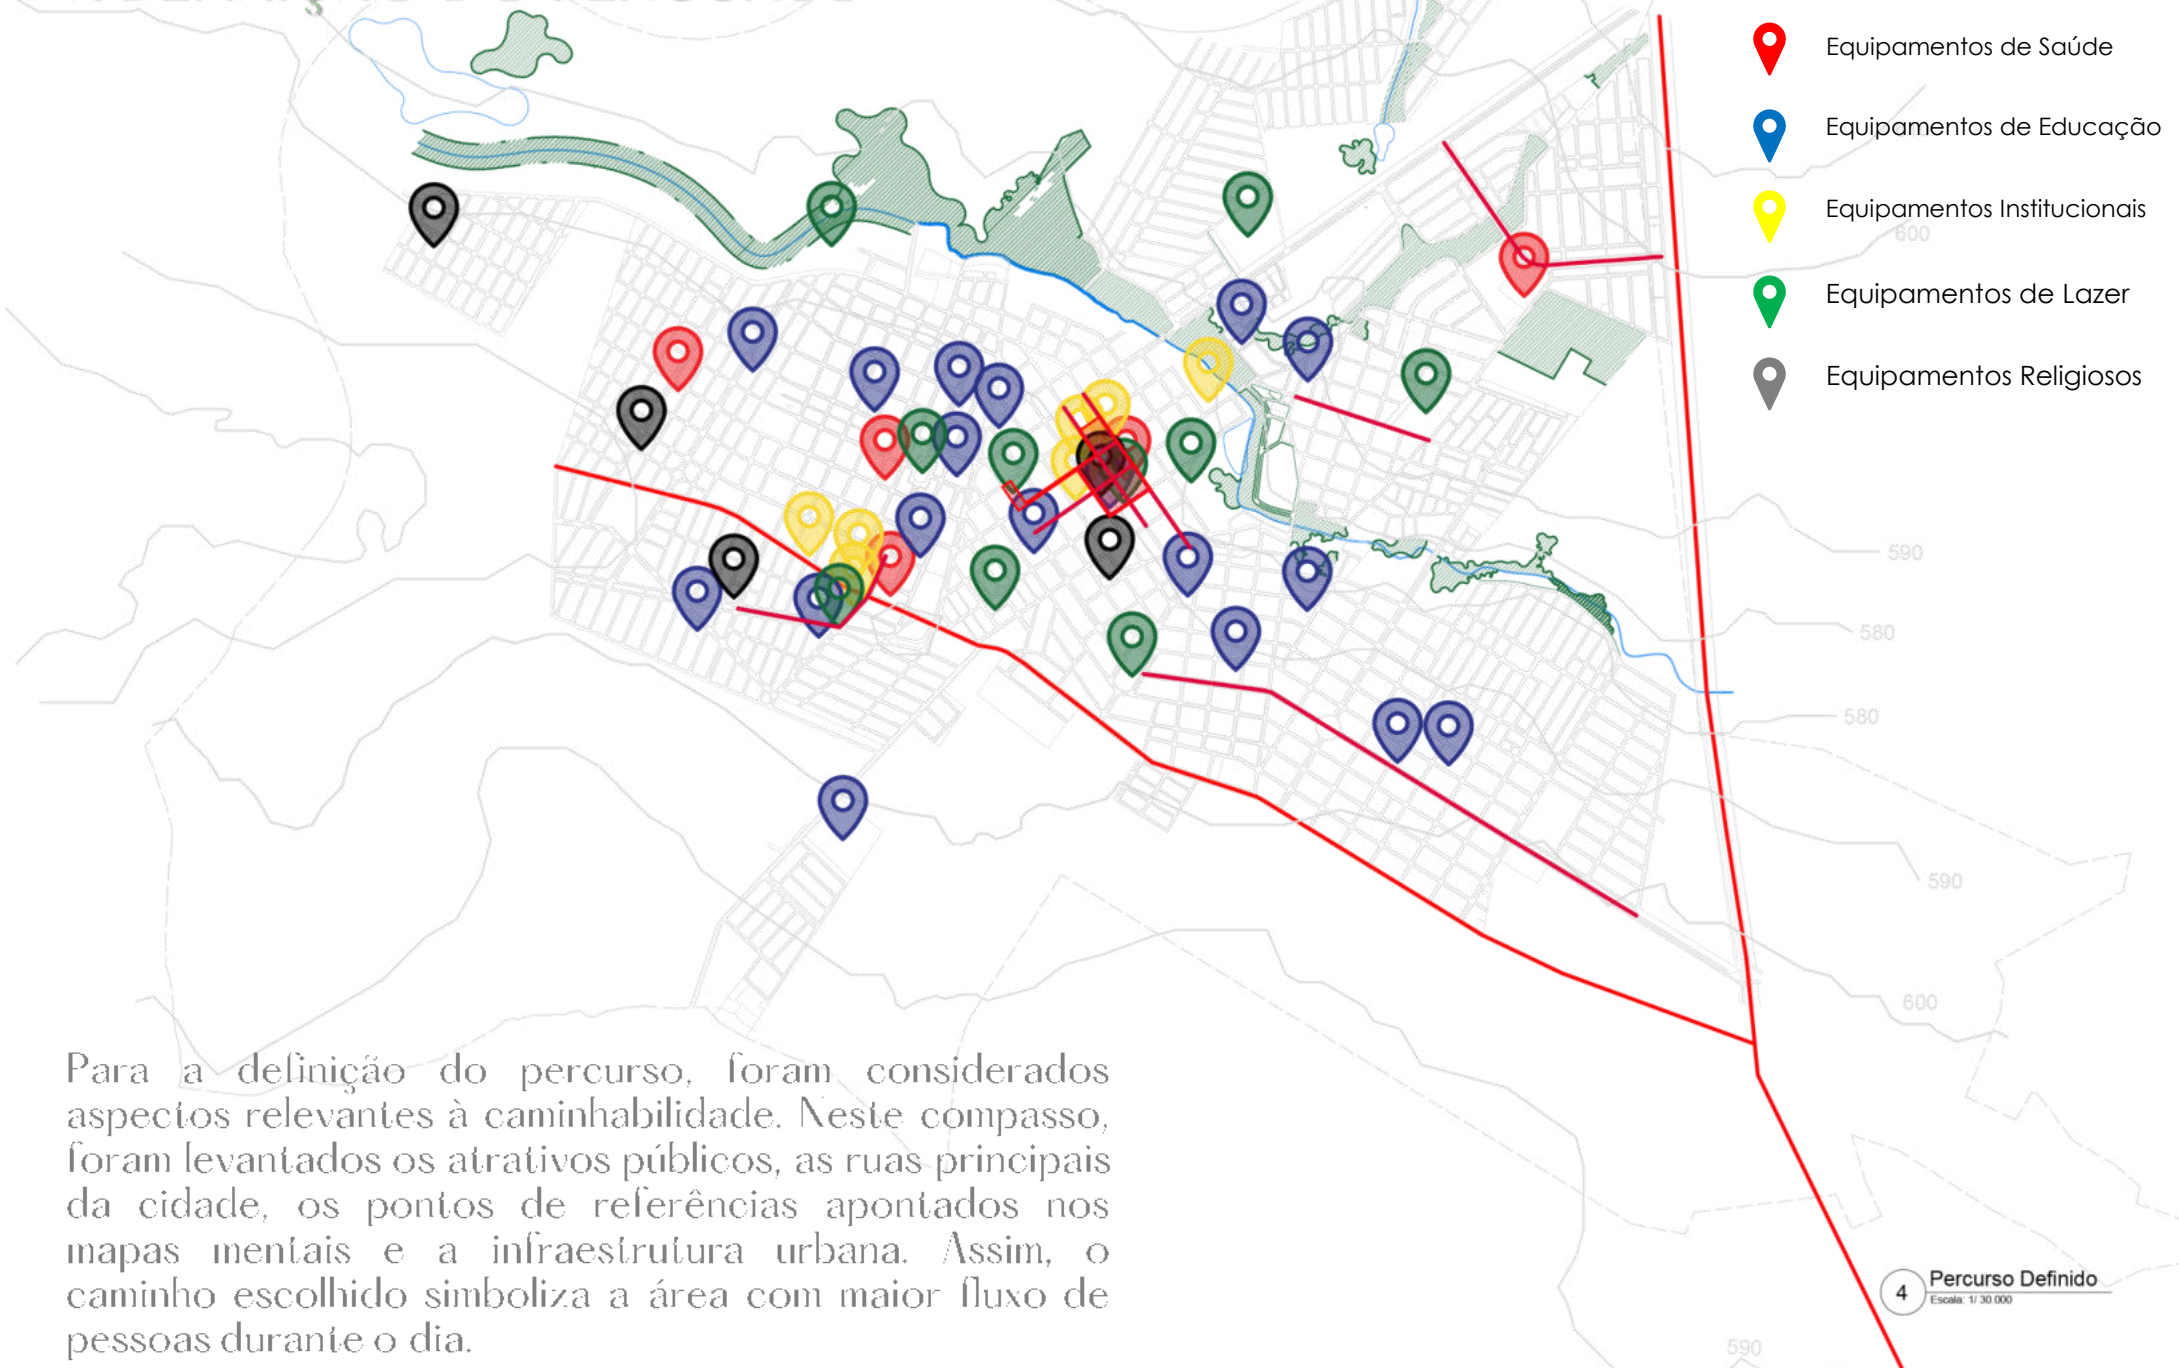 Equipamentos de Saúde
Equipamentos de Educação
Equipamentos Institucionais
600
Equipamentos de Lazer
Equipamentos Religiosos
590
580
580
590
600
Para a definição do percurso, foram considerados
aspectos relevantes à caminhabilidade. Neste compasso,
foram levantados os atrativos públicos, as ruas principais
da cidade, os pontos de referências apontados nos
mapas mentais e a infraestrutura urbana. Assim, o
caminho escolhido simboliza a área com maior fluxo de
pessoas durante o dia.
4 Percurso Definido
Escala: 1/ 30.000
590